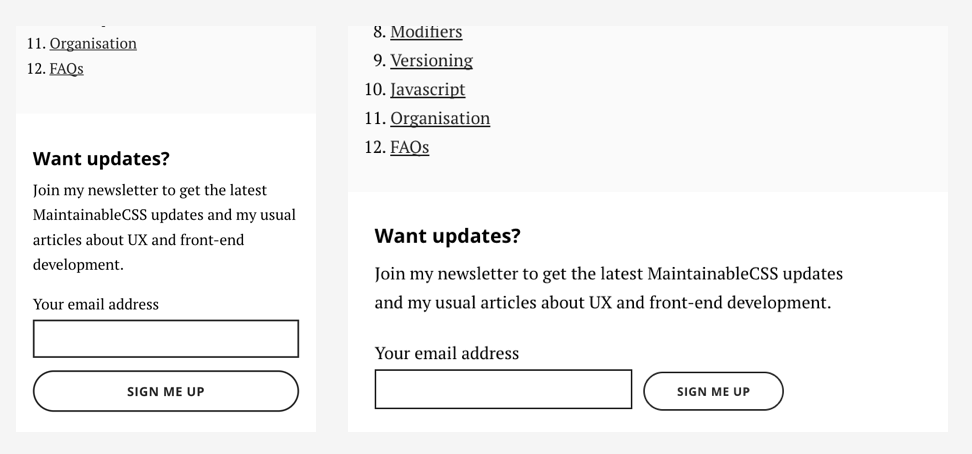 11. Organisation
12. FAQs
Want updates?
Join my newsletter to get the latest
MaintainableCSS updates and my usual
articles about UX and front-end
development.
Your email address
SIGN ME UP
8. Modifiers
9. Versioning
10. Javascript
11. Organisation
12. FAQs
Want updates?
Join my newsletter to get the latest MaintainableCSS updates
and my usual articles about UX and front-end development.
Your email address
SIGN ME UP